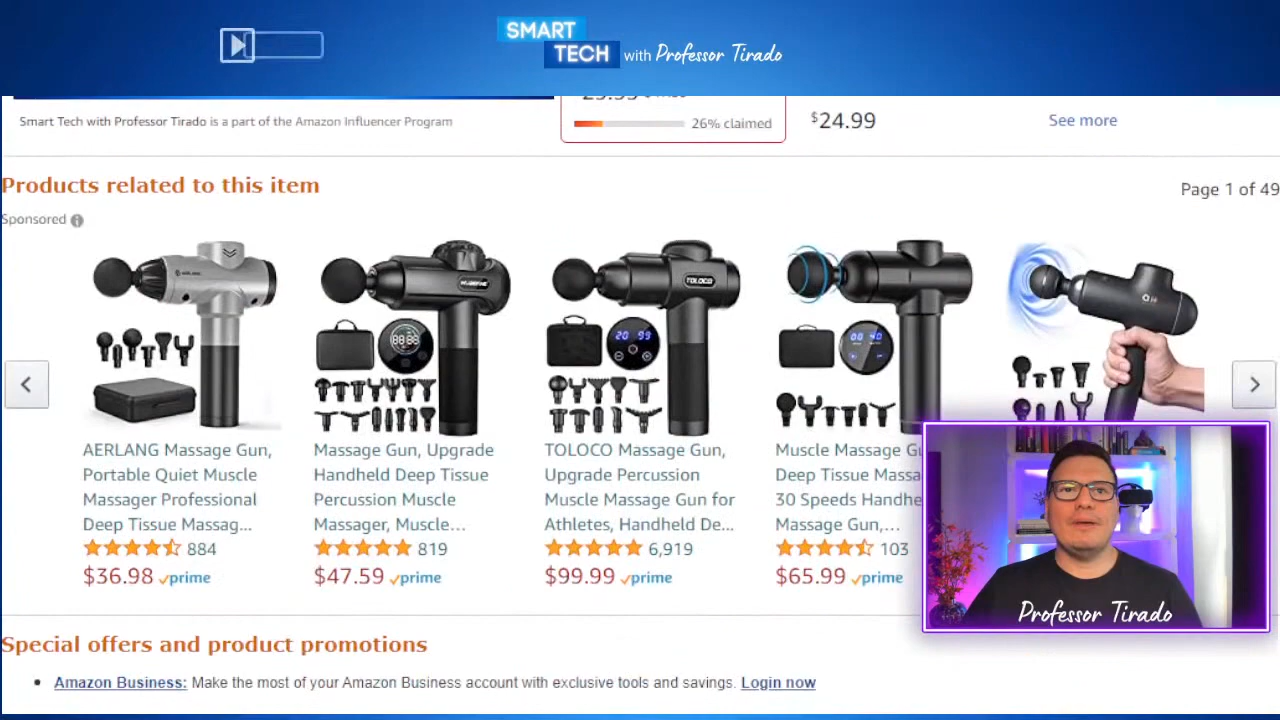 SMART
TECH with Professor Tirado
Smart Tech with Professor Tirado is a part of the Amazon Influencer Program
26% claimed
$24.99
See more
Products related to this item
Page 1 of 49
Sponsored
TOLOCO
AERLANG Massage Gun,
Portable Quiet Muscle
Massager Professional
Deep Tissue Massag...
884
$36.98 prime
Massage Gun, Upgrade
Handheld Deep Tissue
Percussion Muscle
Massager, Muscle...
819
$47.59 prime
TOLOCO Massage Gun,
Upgrade Percussion
Muscle Massage Gun for
Athletes, Handheld De...
6,919
$99.99 prime
Muscle Massage
Deep Tissue
30 Speeds
Massage Gun,...
103
$65.99 prime
Professor Tirado
Special offers and product promotions
Amazon Business: Make the most of your Amazon Business account with exclusive tools and savings. Login now